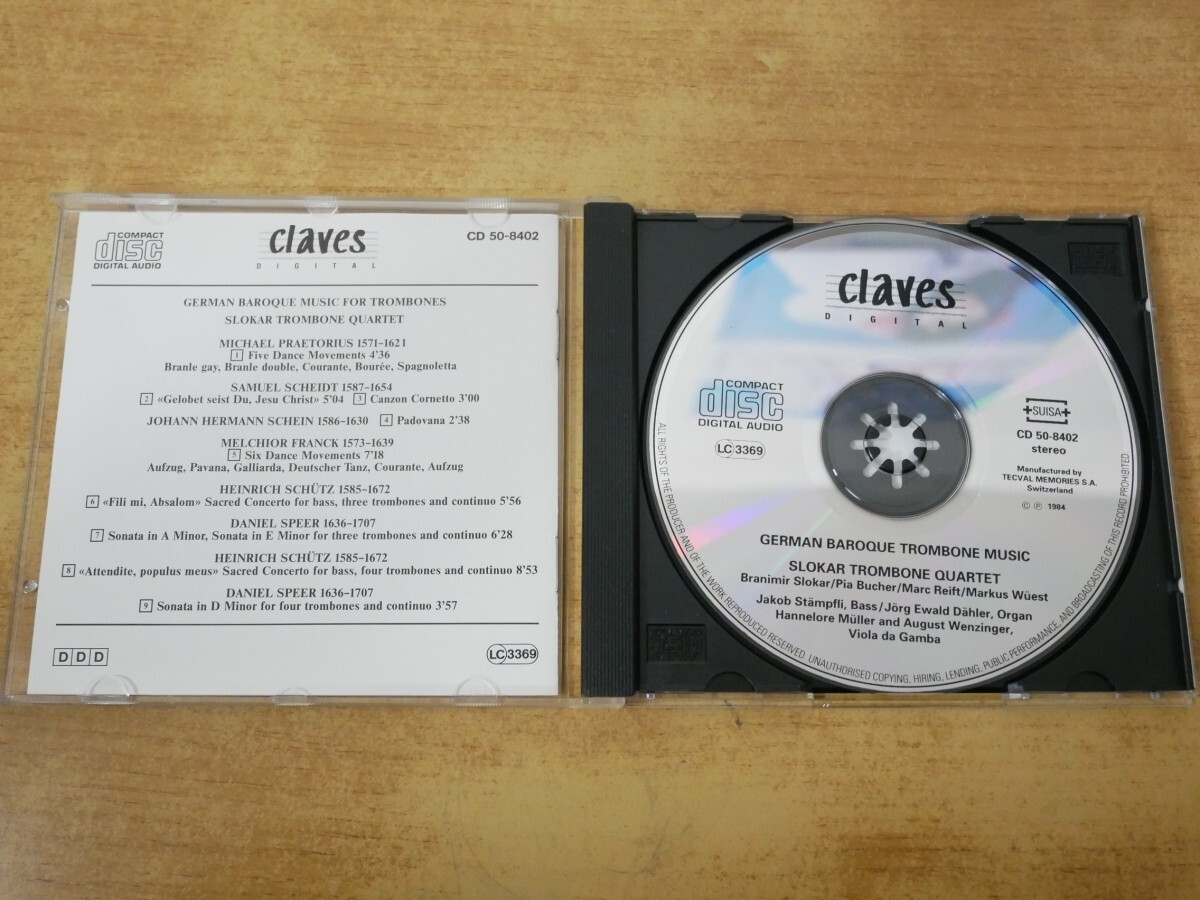 COMPACT
disc
DIGITAL AUDIO
claves
DIGITAL
CD 50-8402
GERMAN BAROQUE MUSIC FOR TROMBONES
SLOKAR TROMBONE QUARTET
MICHAEL PRAETORIUS 1571-1621
1 Five Dance Movements 4'36
Branle gay, Branle double, Courante, Bourée, Spagnoletta
SAMUEL SCHEIDT 1587-1654
2 «Gelobet seist Du, Jesu Christ» 5'04 3 Canzon Cornetto 3'00
JOHANN HERMANN SCHEIN 1586-1630 4 Padovana 2'38
MELCHIOR FRANCK 1573-1639
5 Six Dance Movements 7'18
Aufzug, Pavana, Galliarda, Deutscher Tanz, Courante, Aufzug
HEINRICH SCHÜTZ 1585-1672
6 «Fili mi, Absalom» Sacred Concerto for bass, three trombones and continuo 5'56
DANIEL SPEER 1636-1707
7 Sonata in A Minor, Sonata in E Minor for three trombones and continuo 6'28
HEINRICH SCHÜTZ 1585-1672
8 «Attendite, populus meus» Sacred Concerto for bass, four trombones and continuo 8'53
DANIEL SPEER 1636-1707
9 Sonata in D Minor for four trombones and continuo 3'57
DDD
LC 3369
claves
DIGITAL
COMPACT
disc
DIGITAL AUDIO
LC 3369
SUISA
CD 50-8402
stereo
Manufactured by
TECVAL MEMORIES S.A.
Switzerland
© ℗ 1984
GERMAN BAROQUE TROMBONE MUSIC
SLOKAR TROMBONE QUARTET
Branimir Slokar/Pia Bucher/Marc Reift/Markus Wüest
Jakob Stämpfli, Bass/Jörg Ewald Dähler, Organ
Hannelore Müller and August Wenzinger,
Viola da Gamba
ALL RIGHTS OF THE PRODUCER AND OF THE WORK REPRODUCED RESERVED. UNAUTHORISED COPYING, HIRING, LENDING, PUBLIC PERFORMANCE, AND BROADCASTING OF THIS RECORD PROHIBITED.